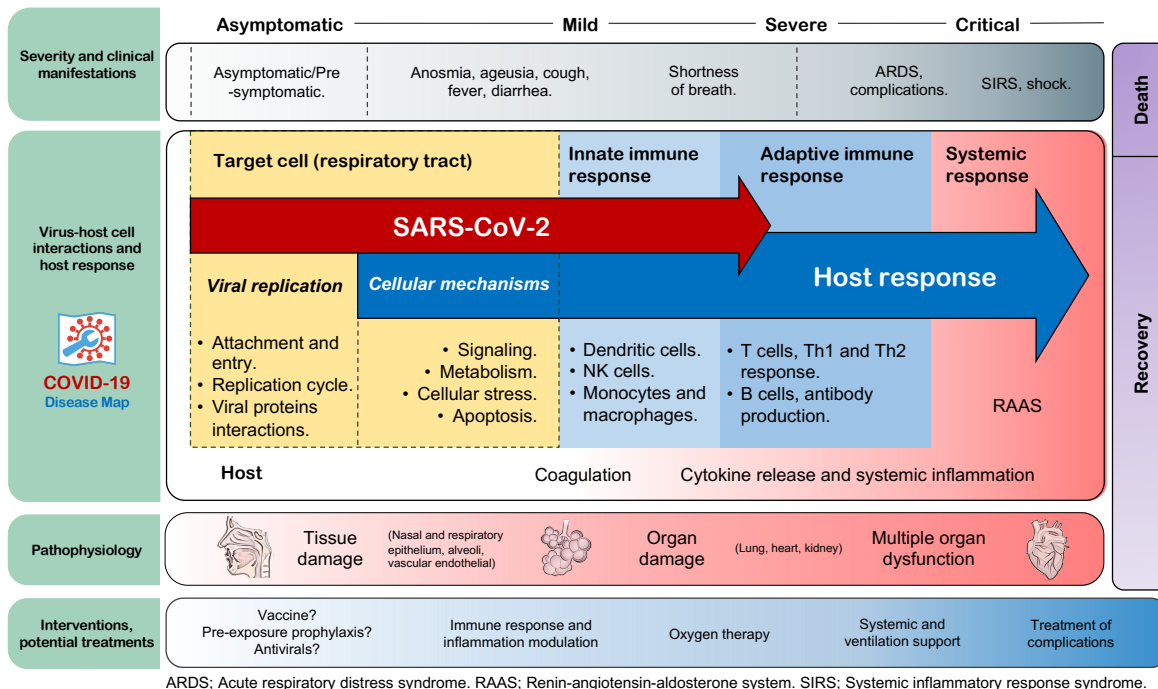 Asymptomatic
Mild
Severe
Critical
Severity and clinical
manifestations
Asymptomatic/Pre
-symptomatic.
Anosmia, ageusia, cough,
fever, diarrhea.
Shortness
of breath.
ARDS,
complications.
SIRS, shock.
Death
Recovery
Virus-host cell
interactions and
host response
COVID-19
Disease Map
Target cell (respiratory tract)
Innate immune
response
Adaptive immune
response
Systemic
response
SARS-CoV-2
Host response
Viral replication
Cellular mechanisms
• Attachment and
entry.
• Replication cycle.
• Viral proteins
interactions.
• Signaling.
• Metabolism.
• Cellular stress.
• Apoptosis.
• Dendritic cells.
• NK cells.
• Monocytes and
macrophages.
• T cells, Th1 and Th2
response.
• B cells, antibody
production.
RAAS
Host
Coagulation
Cytokine release and systemic inflammation
Pathophysiology
Tissue
damage
(Nasal and respiratory
epithelium, alveoli,
vascular endothelial)
Organ
damage
(Lung, heart, kidney)
Multiple organ
dysfunction
Interventions,
potential treatments
Vaccine?
Pre-exposure prophylaxis?
Antivirals?
Immune response and
inflammation modulation
Oxygen therapy
Systemic and
ventilation support
Treatment of
complications
ARDS; Acute respiratory distress syndrome. RAAS; Renin-angiotensin-aldosterone system. SIRS; Systemic inflammatory response syndrome.